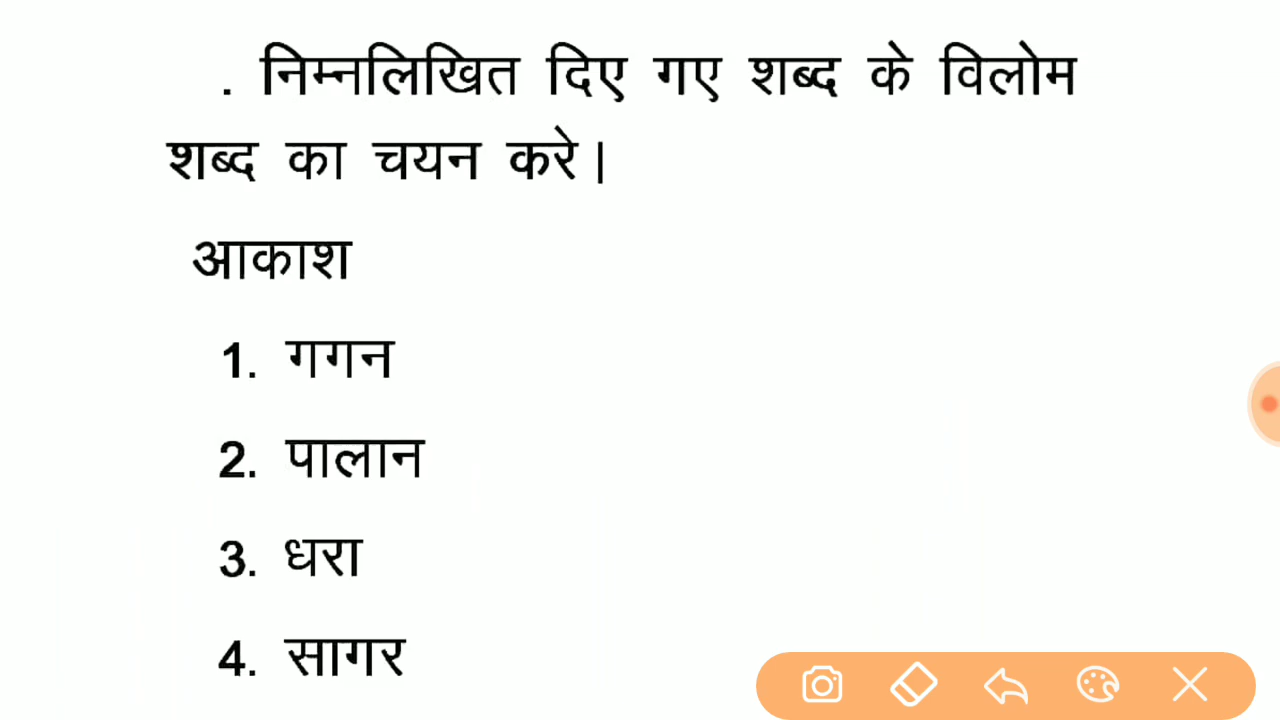 . निम्नलिखित दिए गए शब्द के विलोम
शब्द का चयन करे|
आकाश
1. गगन
2. पालान
3. धरा
4. सागर